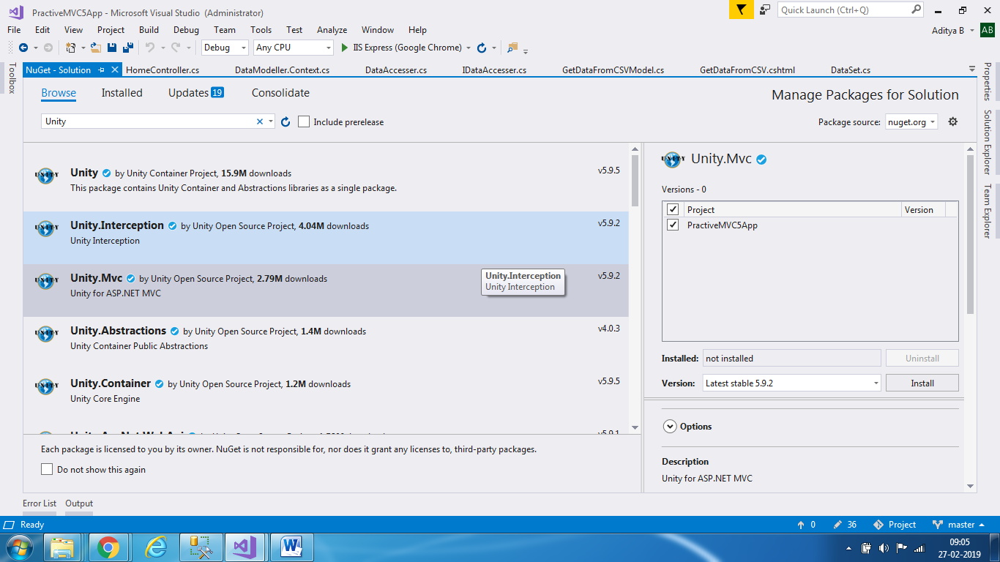 PractiveMVC5App - Microsoft Visual Studio (Administrator)
Quick Launch (Ctrl+Q)
File Edit View Project Build Debug Team Tools Test Analyze Window Help
Aditya B AB
Debug Any CPU IIS Express (Google Chrome)
Toolbox
NuGet - Solution HomeController.cs DataModeller.Context.cs DataAccesser.cs IDataAccesser.cs GetDataFromCSVModel.cs GetDataFromCSV.cshtml DataSet.cs
Properties
Solution Explorer
Team Explorer
Browse Installed Updates 19 Consolidate
Manage Packages for Solution
Unity
Include prerelease
Package source: nuget.org
UNITY
Unity by Unity Container Project, 15.9M downloads
v5.9.5
This package contains Unity Container and Abstractions libraries as a single package.
UNITY
Unity.Interception by Unity Open Source Project, 4.04M downloads
v5.9.2
Unity Interception
UNITY
Unity.Mvc by Unity Open Source Project, 2.79M downloads
v5.9.2
Unity for ASP.NET MVC
Unity.Interception
Unity Interception
UNITY
Unity.Abstractions by Unity Open Source Project, 1.4M downloads
v4.0.3
Unity Container Public Abstractions
UNITY
Unity.Container by Unity Open Source Project, 1.2M downloads
v5.9.5
Unity Core Engine
Each package is licensed to you by its owner. NuGet is not responsible for, nor does it grant any licenses to, third-party packages.
Do not show this again
UNITY
Unity.Mvc
Versions - 0
Project Version
PractiveMVC5App
Installed: not installed Uninstall
Version: Latest stable 5.9.2 Install
Options
Description
Unity for ASP.NET MVC
Error List Output
Ready
0 36 Project master
W
09:05
27-02-2019